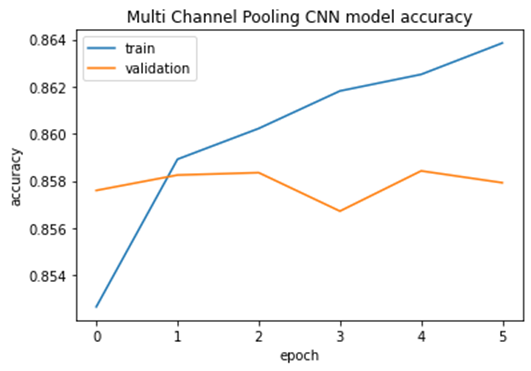 Multi Channel Pooling CNN model accuracy
train
validation
0.864
0.862
0.860
0.858
0.856
0.854
accuracy
0 1 2 3 4 5
epoch